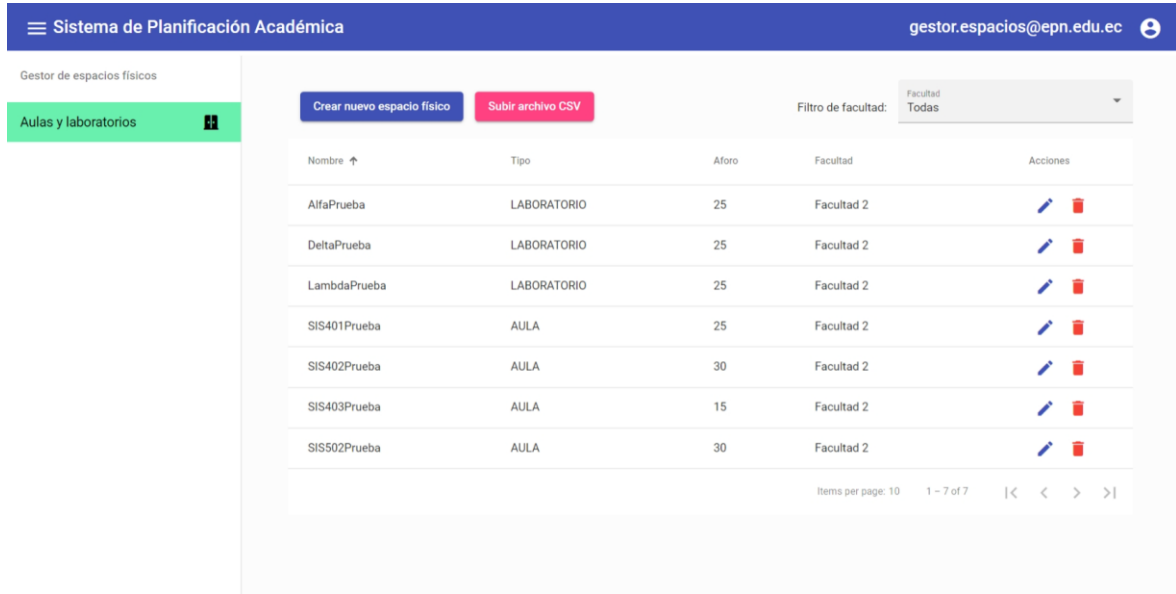 Sistema de Planificación Académica gestor.espacios@epn.edu.ec
Gestor de espacios físicos
Aulas y laboratorios
Crear nuevo espacio físico Subir archivo CSV Filtro de facultad: Facultad
Todas
Nombre Tipo Aforo Facultad Acciones
AlfaPrueba LABORATORIO 25 Facultad 2
DeltaPrueba LABORATORIO 25 Facultad 2
LambdaPrueba LABORATORIO 25 Facultad 2
SIS401Prueba AULA 25 Facultad 2
SIS402Prueba AULA 30 Facultad 2
SIS403Prueba AULA 15 Facultad 2
SIS502Prueba AULA 30 Facultad 2
Items per page: 10 1 – 7 of 7